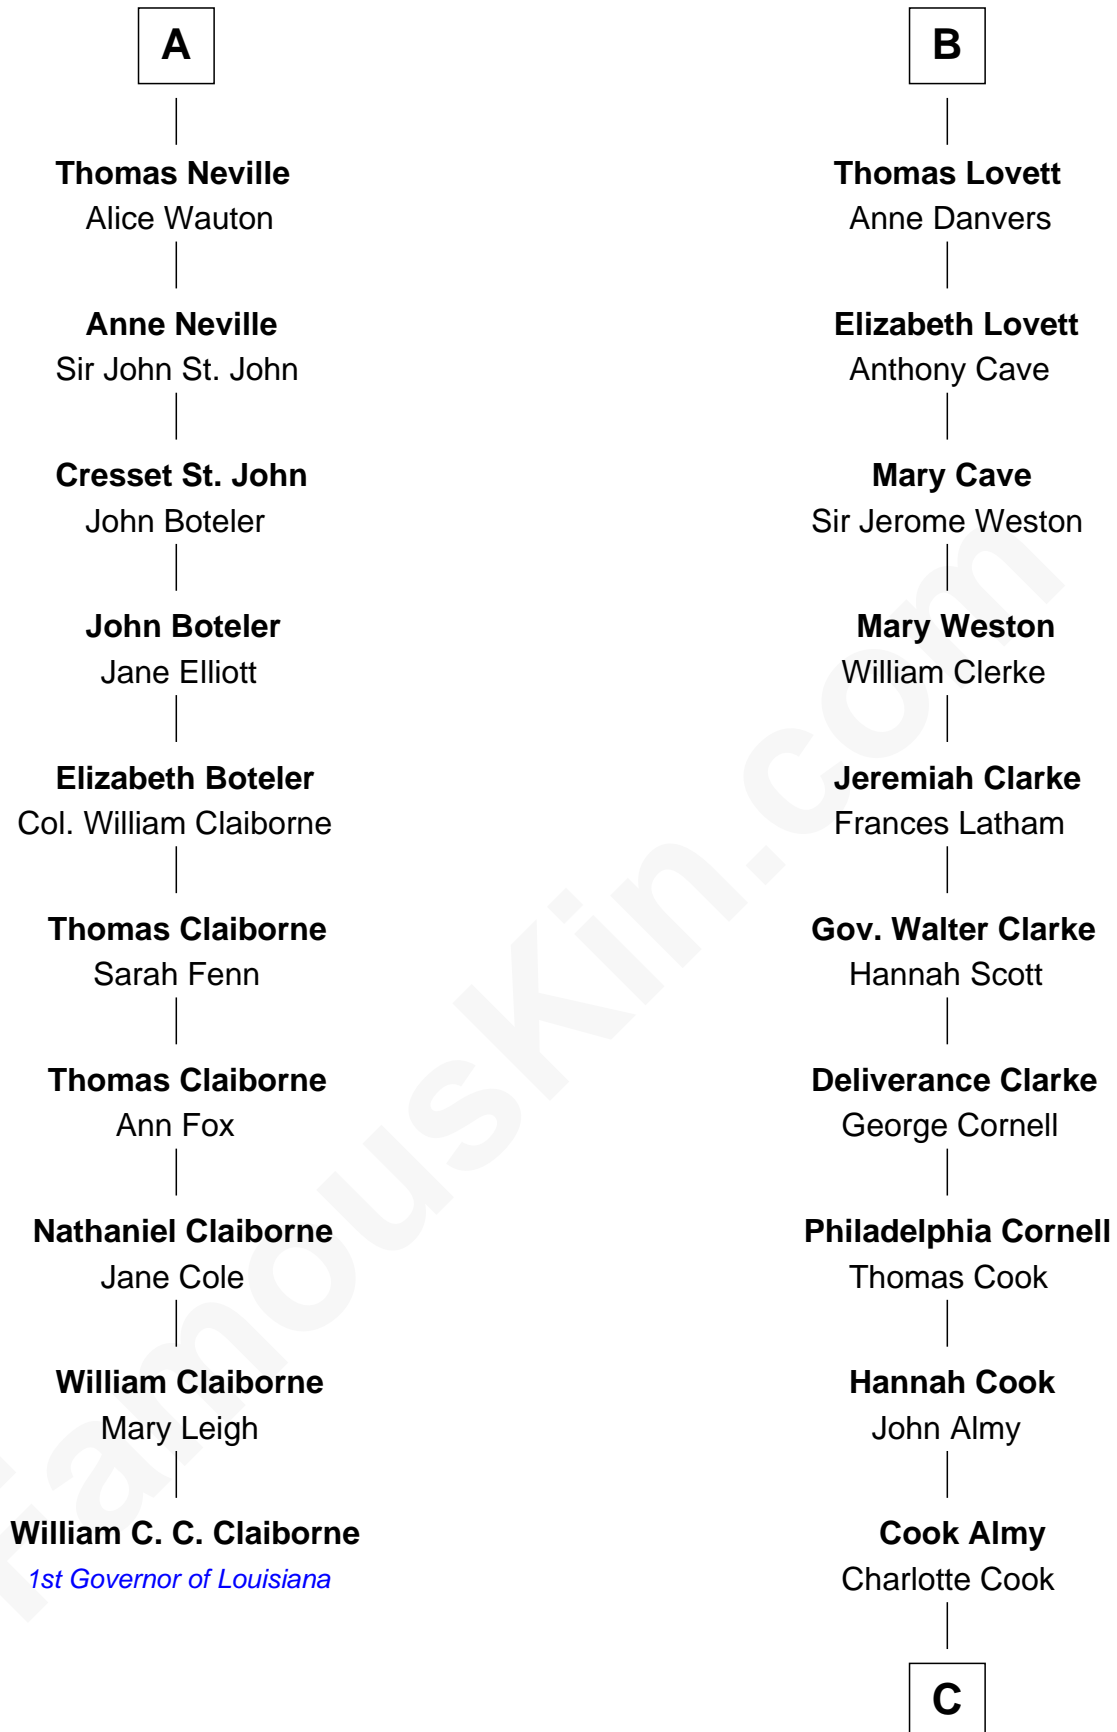 A
Thomas Neville
Alice Wauton
Anne Neville
Sir John St. John
Cresset St. John
John Boteler
John Boteler
Jane Elliott
Elizabeth Boteler
Col. William Claiborne
Thomas Claiborne
Sarah Fenn
Thomas Claiborne
Ann Fox
Nathaniel Claiborne
Jane Cole
William Claiborne
Mary Leigh
William C. C. Claiborne
1st Governor of Louisiana
B
Thomas Lovett
Anne Danvers
Elizabeth Lovett
Anthony Cave
Mary Cave
Sir Jerome Weston
Mary Weston
William Clerke
Jeremiah Clarke
Frances Latham
Gov. Walter Clarke
Hannah Scott
Deliverance Clarke
George Cornell
Philadelphia Cornell
Thomas Cook
Hannah Cook
John Almy
Cook Almy
Charlotte Cook
C
FamousKin.com